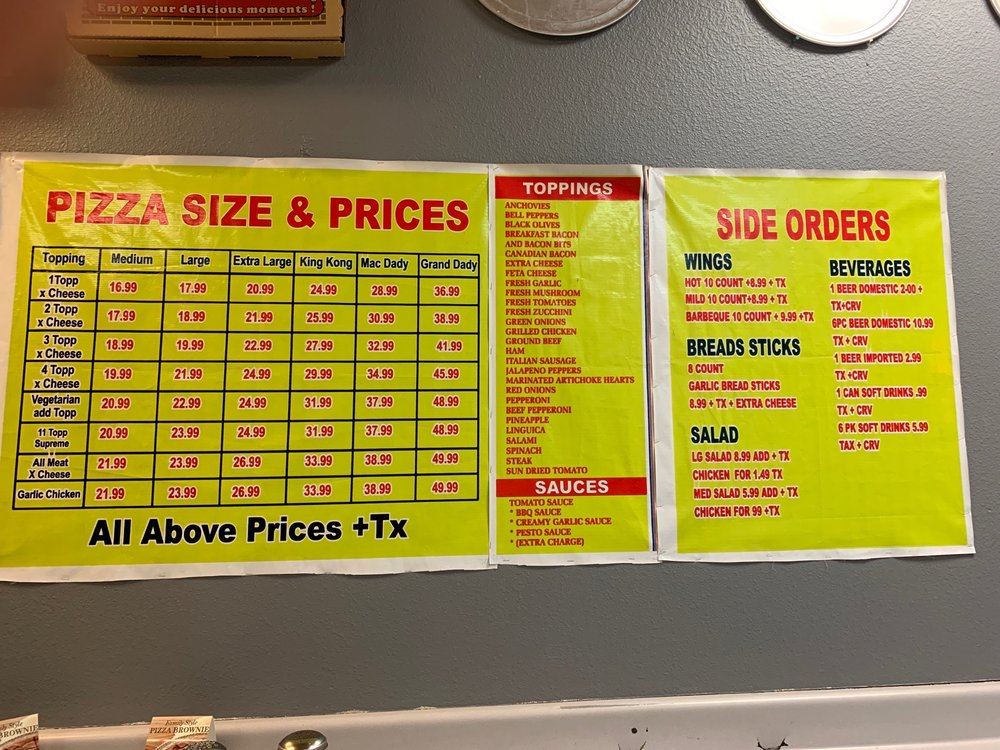 Enjoy your delicious moments !
PIZZA SIZE & PRICES
Topping Medium Large Extra Large King Kong Mac Dady Grand Dady
1Topp
x Cheese 16.99 17.99 20.99 24.99 28.99 36.99
2 Topp
x Cheese 17.99 18.99 21.99 25.99 30.99 38.99
3 Topp
x Cheese 18.99 19.99 22.99 27.99 32.99 41.99
4 Topp
x Cheese 19.99 21.99 24.99 29.99 34.99 45.99
Vegetarian
add Topp 20.99 22.99 24.99 31.99 37.99 48.99
11 Topp
Supreme 20.99 23.99 24.99 31.99 37.99 48.99
All Meat
X Cheese 21.99 23.99 26.99 33.99 38.99 49.99
Garlic Chicken 21.99 23.99 26.99 33.99 38.99 49.99
All Above Prices +Tx
TOPPINGS
ANCHOVIES
BELL PEPPERS
BLACK OLIVES
BREAKFAST BACON
AND BACON BITS
CANADIAN BACON
EXTRA CHEESE
FETA CHEESE
FRESH GARLIC
FRESH MUSHROOM
FRESH TOMATOES
FRESH ZUCCHINI
GREEN ONIONS
GRILLED CHICKEN
GROUND BEEF
HAM
ITALIAN SAUSAGE
JALAPENO PEPPERS
MARINATED ARTICHOKE HEARTS
RED ONIONS
PEPPERONI
BEEF PEPPERONI
PINEAPPLE
LINGUICA
SALAMI
SPINACH
STEAK
SUN DRIED TOMATO
SAUCES
TOMATO SAUCE
* BBQ SAUCE
* CREAMY GARLIC SAUCE
* PESTO SAUCE
* (EXTRA CHARGE)
SIDE ORDERS
WINGS
HOT 10 COUNT +8.99 + TX
MILD 10 COUNT+8.99 + TX
BARBEQUE 10 COUNT + 9.99 +TX
BREADS STICKS
8 COUNT
GARLIC BREAD STICKS
8.99 + TX + EXTRA CHEESE
SALAD
LG SALAD 8.99 ADD + TX
CHICKEN FOR 1.49 TX
MED SALAD 5.99 ADD + TX
CHICKEN FOR 99 +TX
BEVERAGES
1 BEER DOMESTIC 2-00 +
TX+CRV
6PC BEER DOMESTIC 10.99
TX + CRV
1 BEER IMPORTED 2.99
TX +CRV
1 CAN SOFT DRINKS .99
TX + CRV
6 PK SOFT DRINKS 5.99
TAX + CRV
Family Style
PIZZA BROWNIE
Family Style
PIZZA BROWNIE